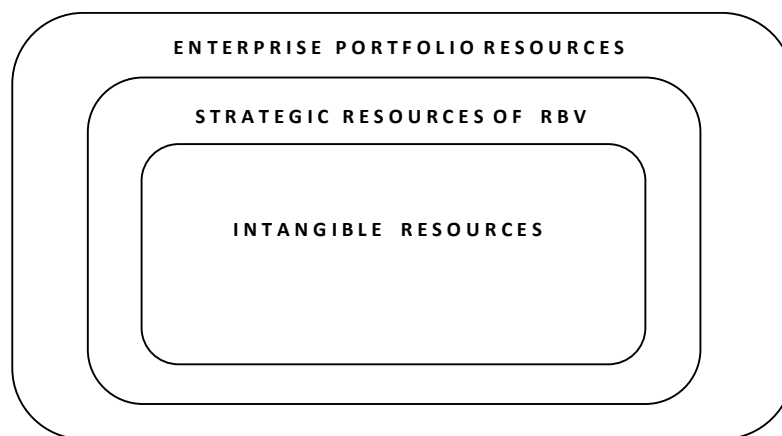 ENTERPRISE PORTFOLIO RESOURCES
STRATEGIC RESOURCES OF RBV
INTANGIBLE RESOURCES